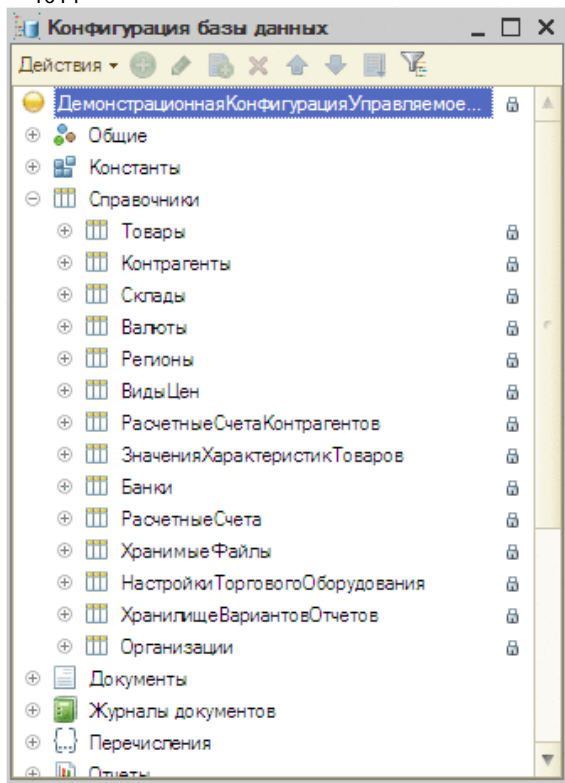 Конфигурация базы данных
Действия
ДемонстрационнаяКонфигурацияУправляемое...
Общие
Константы
Справочники
Товары
Контрагенты
Склады
Валюты
Регионы
ВидыЦен
РасчетныеСчетаКонтрагентов
ЗначенияХарактеристикТоваров
Банки
РасчетныеСчета
ХранимыеФайлы
НастройкиТорговогоОборудования
ХранилищеВариантовОтчетов
Организации
Документы
Журналы документов
Перечисления
Отчеты